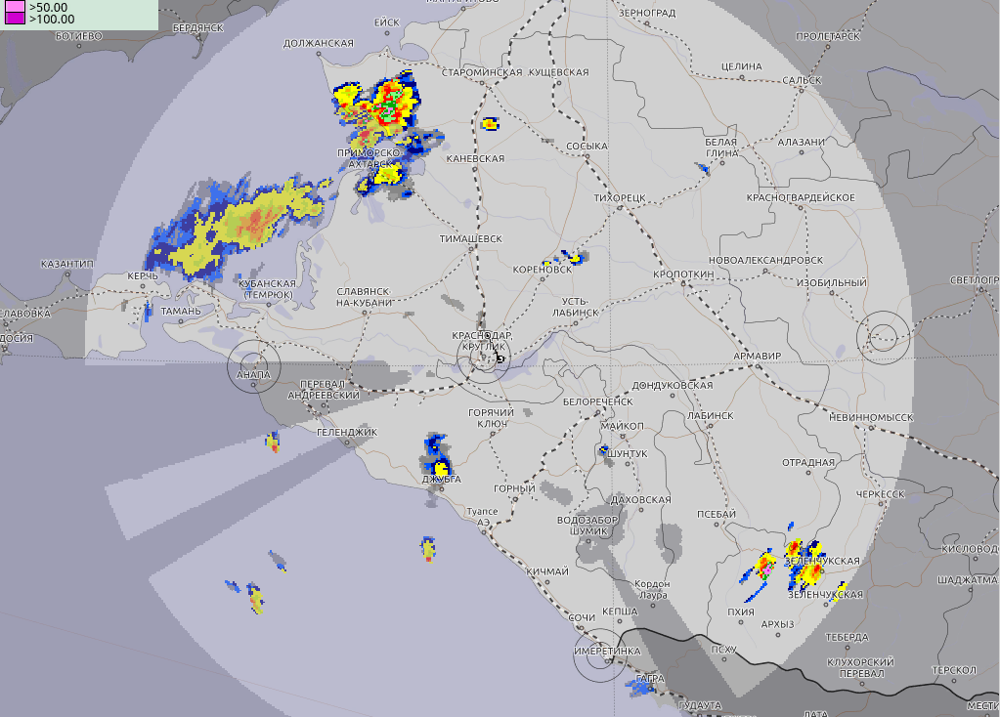 >50.00
>100.00
БОТИЕВО
БЕРДЯНСК
ЕЙСК
ДОЛЖАНСКАЯ
ЗЕРНОГРАД
ПРОЛЕТАРСК
СТАРОМИНСКАЯ
КУЩЕВСКАЯ
ЦЕЛИНА
САЛЬСК
ПРИМОРСКО-
АХТАРСК
КАНЕВСКАЯ
СОСЫКА
БЕЛАЯ
ГЛИНА
АЛАЗАНИ
ТИХОРЕЦК
КРАСНОГВАРДЕЙСКОЕ
ТИМАШЕВСК
КАЗАНТИП
КЕРЧЬ
КУБАНСКАЯ
(ТЕМРЮК)
КОРЕНОВСК
КРОПОТКИН
НОВОАЛЕКСАНДРОВСК
ИЗОБИЛЬНЫЙ
СВЕТЛОГР
СЛАВЯНСК-
НА-КУБАНИ
ТАМАНЬ
УСТЬ-
ЛАБИНСК
СЛАВОВКА
ДОСИЯ
КРАСНОДАР,
КРУГЛИК
З
АРМАВИР
АНАПА
ПЕРЕВАЛ
АНДРЕЕВСКИЙ
ДОНДУКОВСКАЯ
БЕЛОРЕЧЕНСК
ГОРЯЧИЙ
КЛЮЧ
ЛАБИНСК
НЕВИННОМЫССК
ГЕЛЕНДЖИК
МАЙКОП
ШУНТУК
ОТРАДНАЯ
ДЖУБГА
ГОРНЫЙ
ДАХОВСКАЯ
ЧЕРКЕССК
Туапсе
АЭ
ПСЕБАЙ
ВОДОЗАБОР
ШУМИК
КИСЛОВОД
ЗЕЛЕНЧУКСКАЯ
КИЧМАЙ
Кордон
Лаура
ШАДЖАТМА
ЗЕЛЕНЧУКСКАЯ
СОЧИ
КЕПША
ПХИЯ
АРХЫЗ
ТЕБЕРДА
ИМЕРЕТИНКА
ПСХУ
КЛУХОРСКИЙ
ПЕРЕВАЛ
ТЕРСКОЛ
ГАГРА
ГУДАУТА
ЛАТА
МЕСТИ